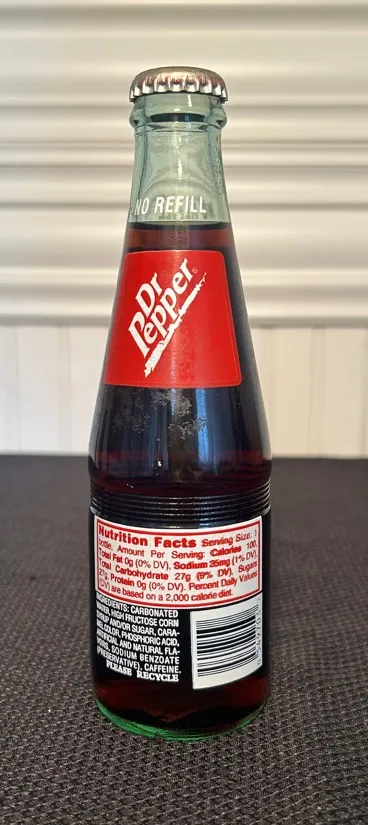 NO REFILL
Dr
Pepper
Nutrition Facts Serving Size: 1
bottle. Amount Per Serving: Calories 100,
Total Fat 0g (0% DV), Sodium 35mg (1% DV),
Total Carbohydrate 27g (9% DV), Sugars
27g, Protein 0g (0% DV). Percent Daily Values
(DV) are based on a 2,000 calorie diet.
INGREDIENTS: CARBONATED
WATER, HIGH FRUCTOSE CORN
SYRUP AND/OR SUGAR, CARA-
MEL COLOR, PHOSPHORIC ACID,
ARTIFICIAL AND NATURAL FLA-
VORS, SODIUM BENZOATE
(PRESERVATIVE), CAFFEINE.
PLEASE RECYCLE